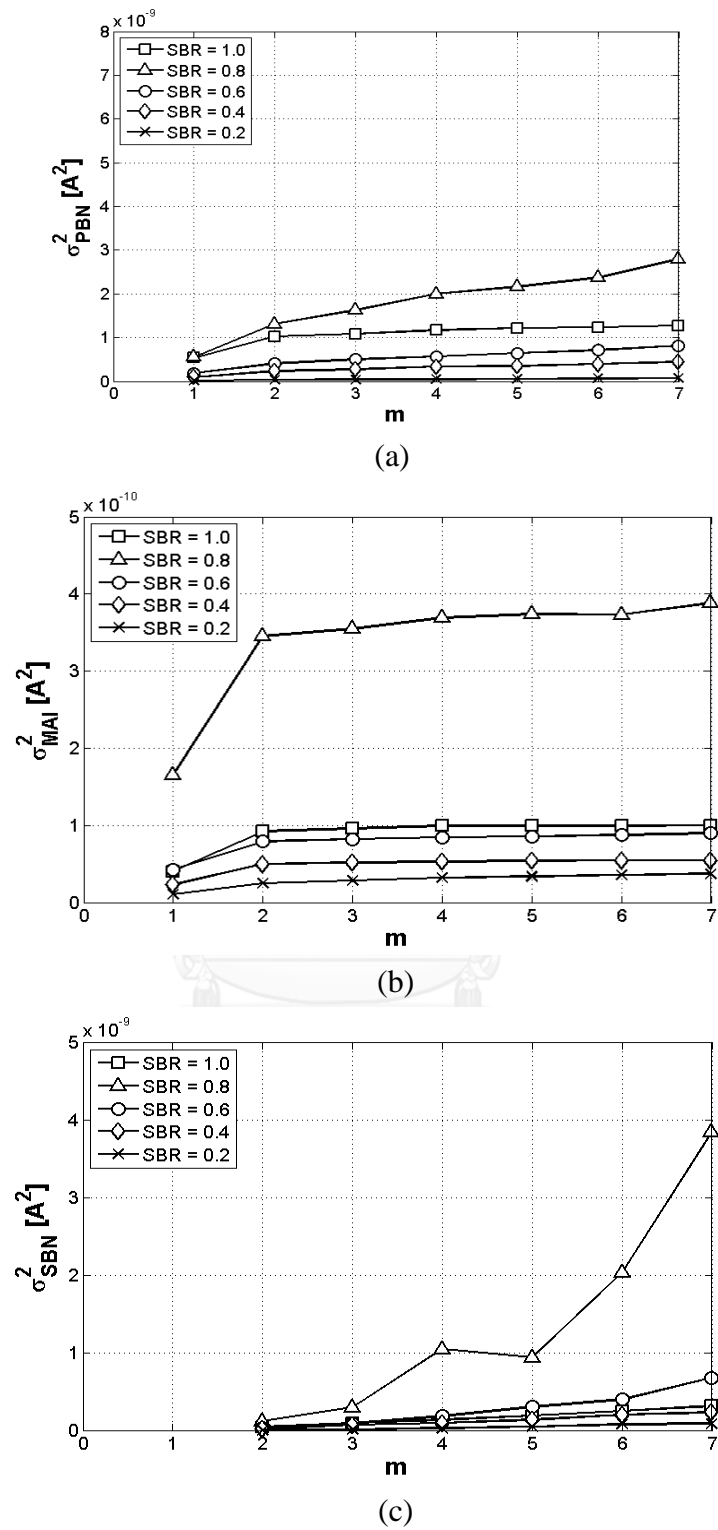 × 10⁻⁹
8
7
6
5
4
3
2
1
0
σ²PBN [A²]
SBR = 1.0
SBR = 0.8
SBR = 0.6
SBR = 0.4
SBR = 0.2
0 1 2 3 4 5 6 7
m
(a)
× 10⁻¹⁰
5
4
3
2
1
0
σ²MAI [A²]
SBR = 1.0
SBR = 0.8
SBR = 0.6
SBR = 0.4
SBR = 0.2
0 1 2 3 4 5 6 7
m
(b)
× 10⁻⁹
5
4
3
2
1
0
σ²SBN [A²]
SBR = 1.0
SBR = 0.8
SBR = 0.6
SBR = 0.4
SBR = 0.2
0 1 2 3 4 5 6 7
m
(c)